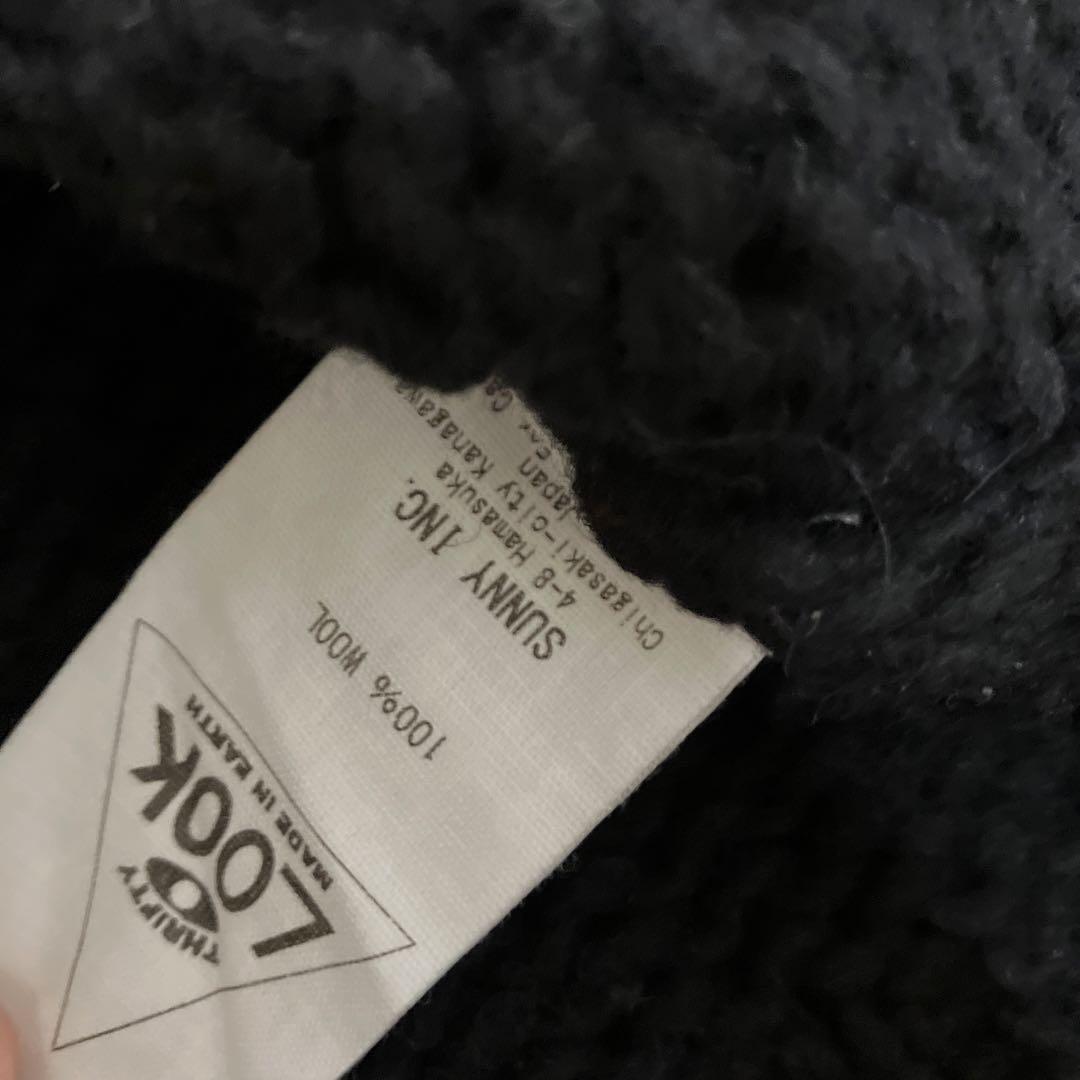 THRIFTY
LOOK
MADE IN EARTH
100% WOOL
SUNNY INC.
4-8 Hamasuka
Chigasaki-city Kanagawa
Japan